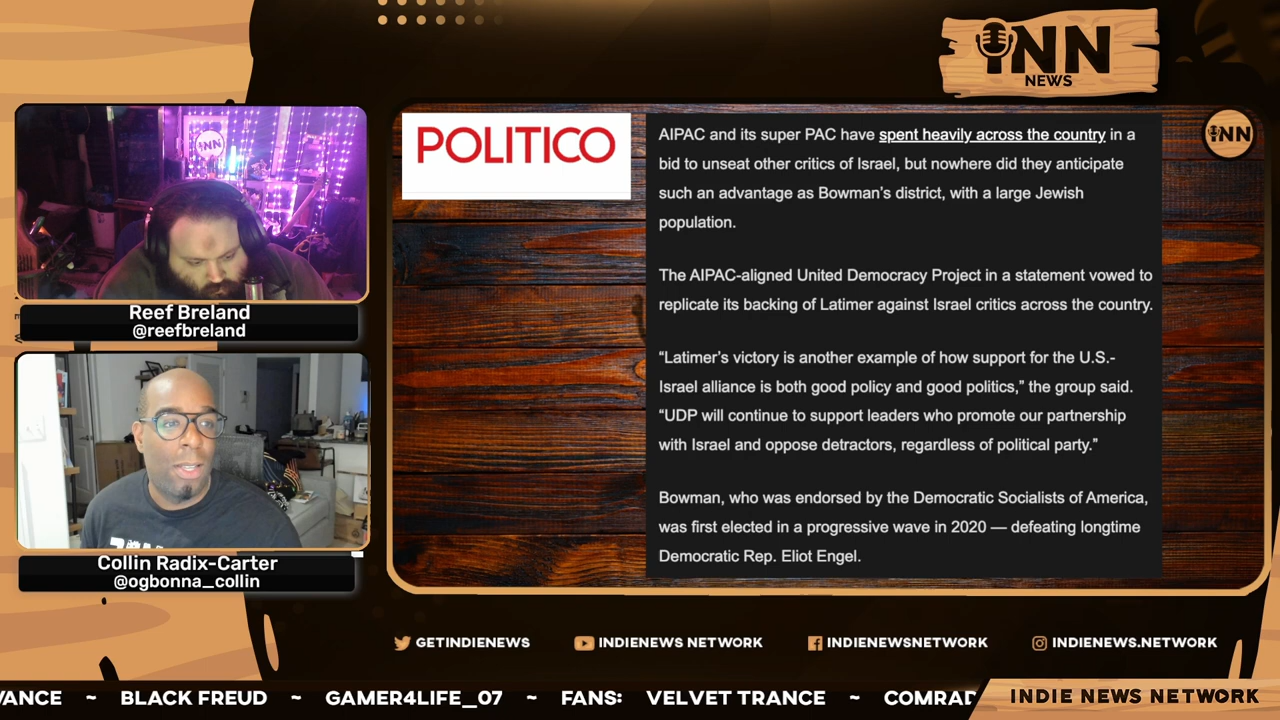 iNN
NEWS
POLITICO
AIPAC and its super PAC have spent heavily across the country in a
bid to unseat other critics of Israel, but nowhere did they anticipate
such an advantage as Bowman's district, with a large Jewish
population.
The AIPAC-aligned United Democracy Project in a statement vowed to
replicate its backing of Latimer against Israel critics across the country.
“Latimer's victory is another example of how support for the U.S.-
Israel alliance is both good policy and good politics,” the group said.
“UDP will continue to support leaders who promote our partnership
with Israel and oppose detractors, regardless of political party.”
Bowman, who was endorsed by the Democratic Socialists of America,
was first elected in a progressive wave in 2020 — defeating longtime
Democratic Rep. Eliot Engel.
iNN
iNN
Reef Breland
@reefbreland
Collin Radix-Carter
@ogbonna_collin
GETINDIENEWS
INDIENEWS NETWORK
INDIENEWSNETWORK
INDIENEWS.NETWORK
VANCE ~ BLACK FREUD ~ GAMER4LIFE_07 ~ FANS: VELVET TRANCE ~ COMRAD
INDIE NEWS NETWORK